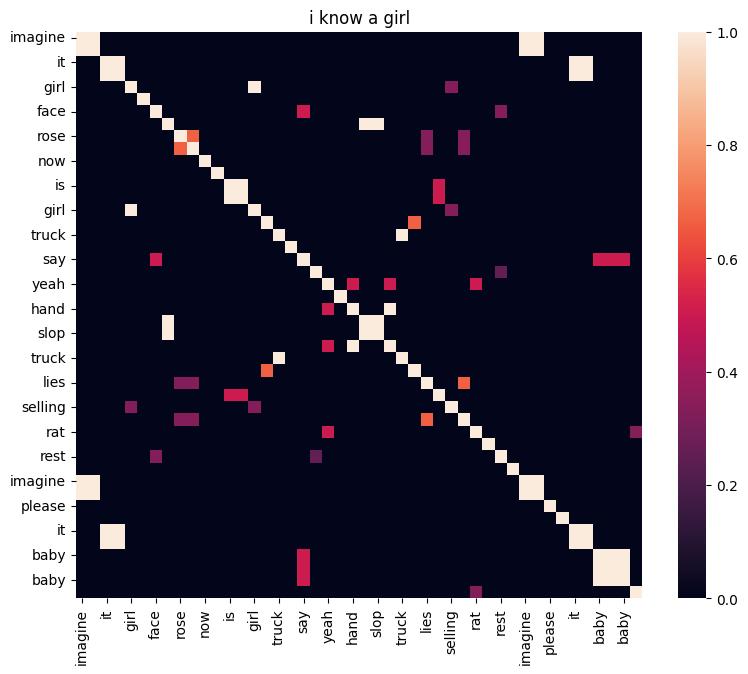 i know a girl
imagine
it
girl
face
rose
now
is
girl
truck
say
yeah
hand
slop
truck
lies
selling
rat
rest
imagine
please
it
baby
baby
1.0
0.8
0.6
0.4
0.2
0.0
imagine
it
girl
face
rose
now
is
girl
truck
say
yeah
hand
slop
truck
lies
selling
rat
rest
imagine
please
it
baby
baby